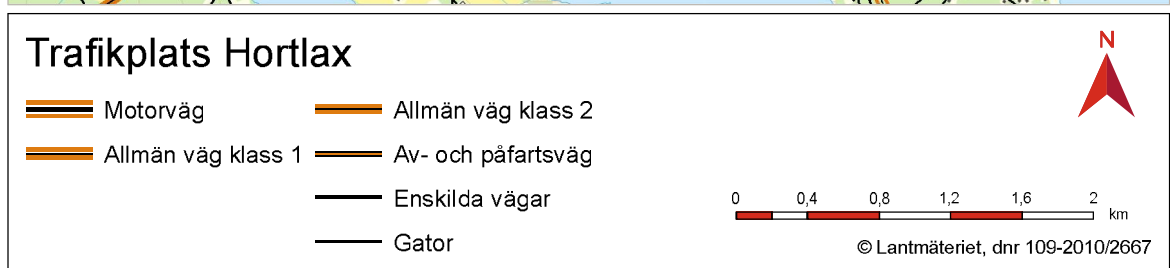 Trafikplats Hortlax
N
Motorväg
Allmän väg klass 1
Allmän väg klass 2
Av- och påfartsväg
Enskilda vägar
Gator
0 0,4 0,8 1,2 1,6 2
km
© Lantmäteriet, dnr 109-2010/2667